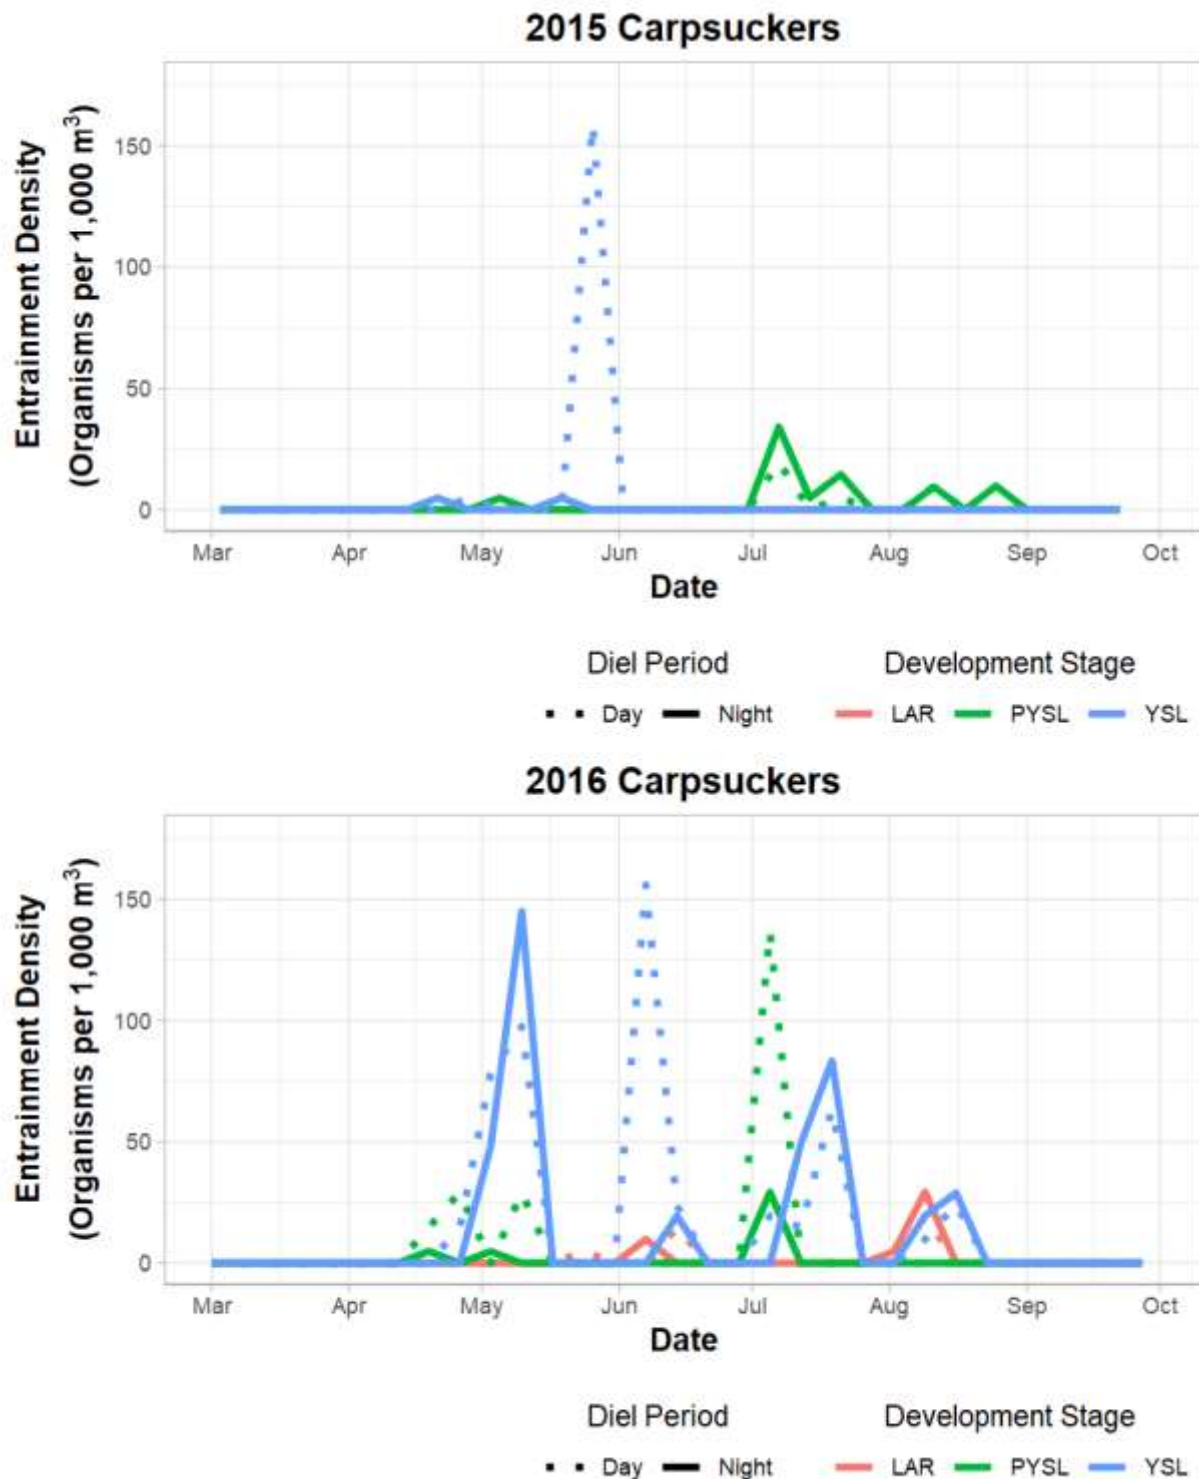 2015 Carpsuckers
Entrainment Density
(Organisms per 1,000 m³)
150
100
50
0
Mar Apr May Jun Jul Aug Sep Oct
Date
Diel Period Development Stage
Day Night LAR PYSL YSL
2016 Carpsuckers
Entrainment Density
(Organisms per 1,000 m³)
150
100
50
0
Mar Apr May Jun Jul Aug Sep Oct
Date
Diel Period Development Stage
Day Night LAR PYSL YSL